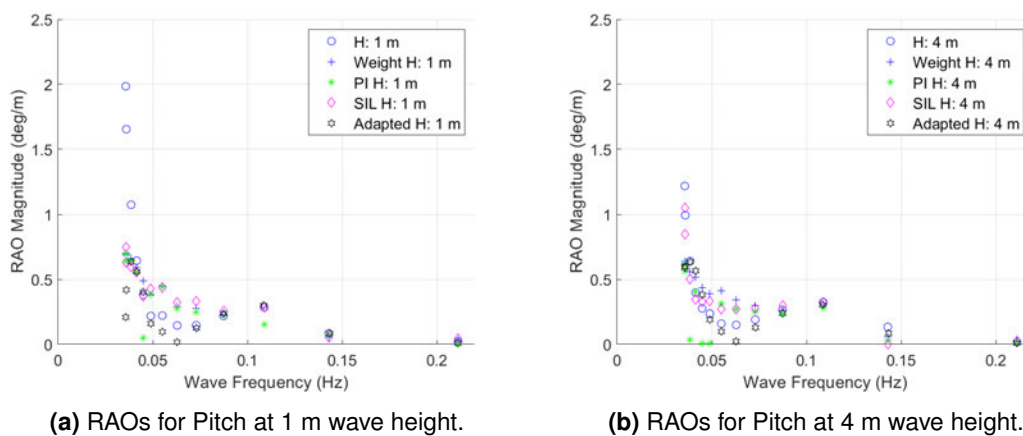 2.5
2
1.5
1
0.5
0
RAO Magnitude (deg/m)
H: 1 m
Weight H: 1 m
PI H: 1 m
SIL H: 1 m
Adapted H: 1 m
0
0.05
0.1
0.15
0.2
Wave Frequency (Hz)
(a) RAOs for Pitch at 1 m wave height.
2.5
2
1.5
1
0.5
0
RAO Magnitude (deg/m)
H: 4 m
Weight H: 4 m
PI H: 4 m
SIL H: 4 m
Adapted H: 4 m
0
0.05
0.1
0.15
0.2
Wave Frequency (Hz)
(b) RAOs for Pitch at 4 m wave height.